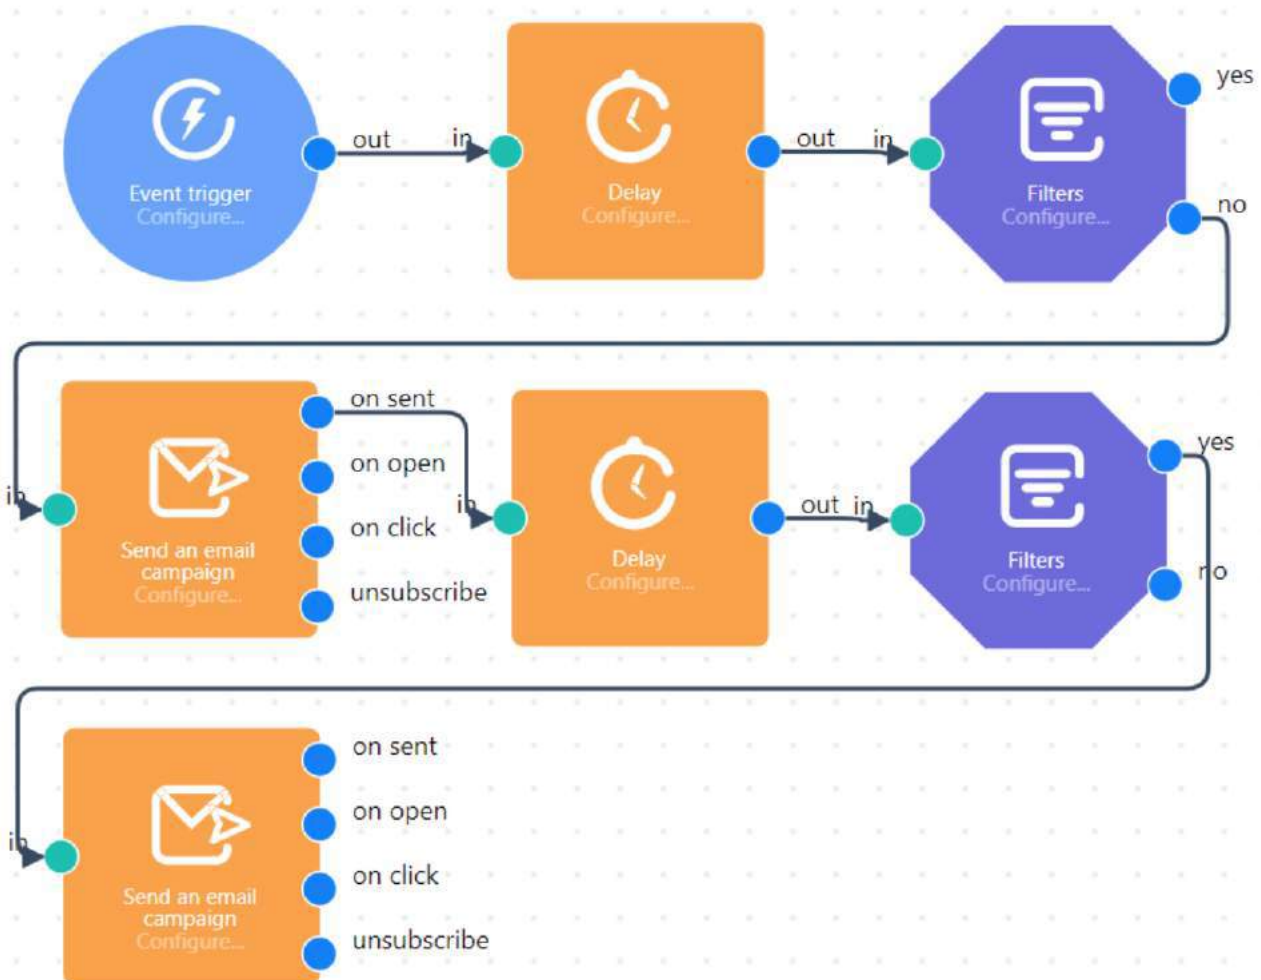 yes
out
in
out
in
Event trigger
Configure...
Delay
Configure...
Filters
Configure...
no
on sent
on open
in
in
out
in
yes
on click
Send an email
campaign
Configure...
Delay
Configure...
Filters
Configure...
no
unsubscribe
on sent
on open
in
on click
Send an email
campaign
Configure...
unsubscribe